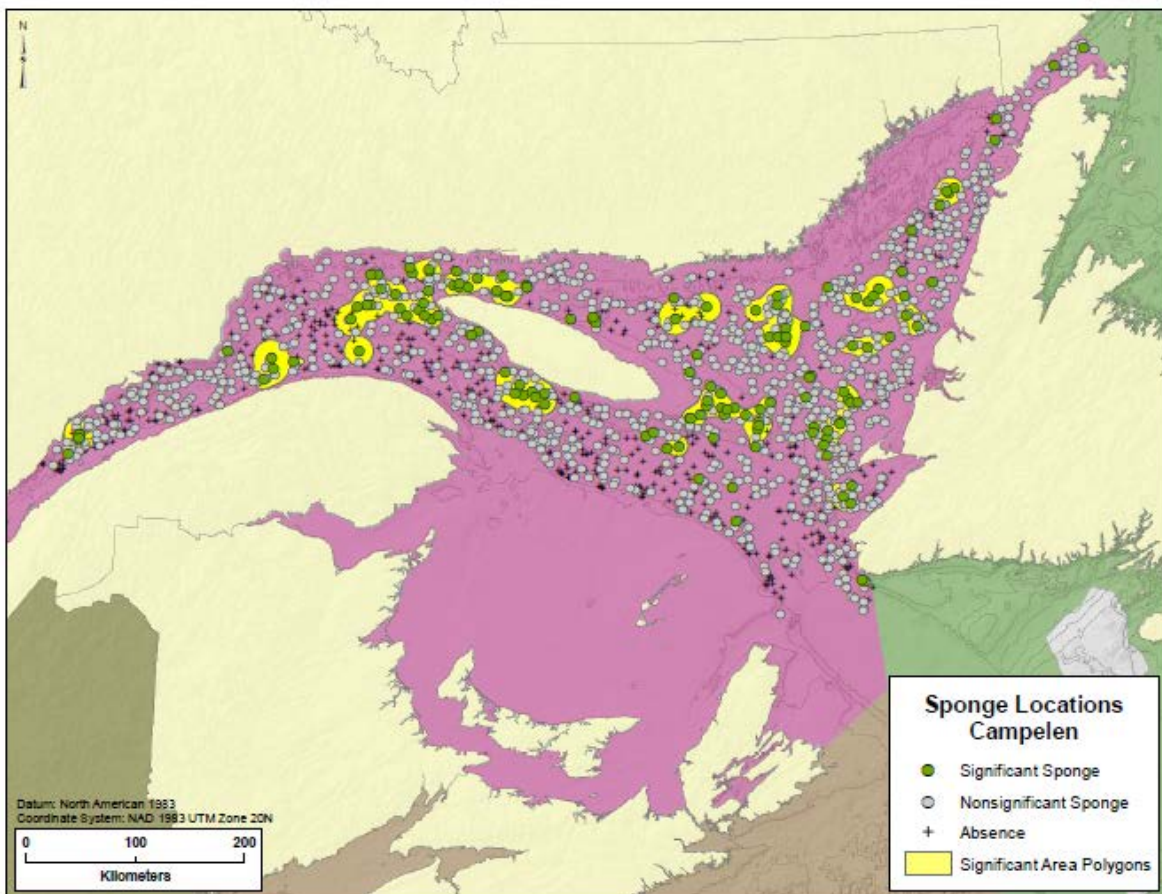 N
Sponge Locations
Campelen
Significant Sponge
Nonsignificant Sponge
Absence
Significant Area Polygons
Datum: North American 1983
Coordinate System: NAD 1983 UTM Zone 20N
0 100 200
Kilometers